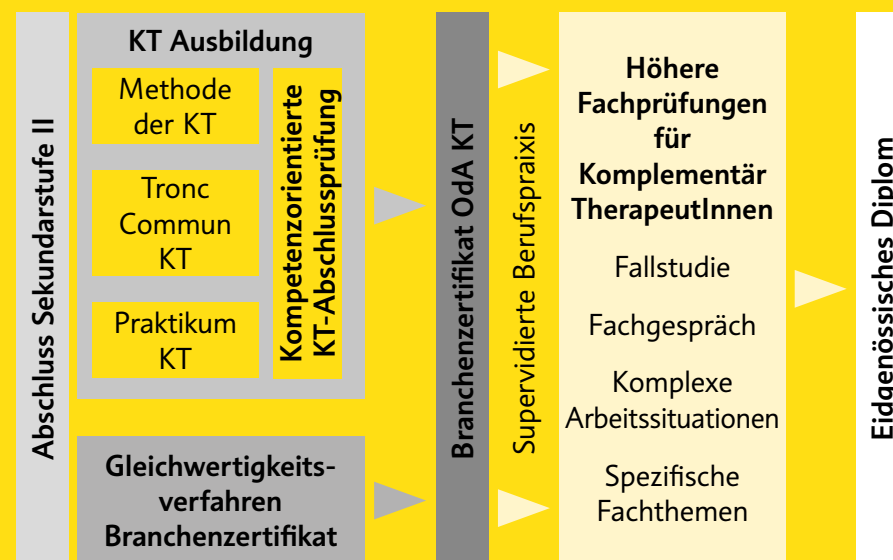 Abschluss Sekundarstufe II
KT Ausbildung
Methode
der KT
Tronc
Commun
KT
Praktikum
KT
Kompetenzorientierte
KT-Abschlussprüfung
Gleichwertigkeits-
verfahren
Branchenzertifikat
Branchenzertifikat OdA KT
Supervidierte Berufspraixis
Höhere
Fachprüfungen
für
Komplementär
TherapeutInnen
Fallstudie
Fachgespräch
Komplexe
Arbeitssituationen
Spezifische
Fachthemen
Eidgenössisches Diplom